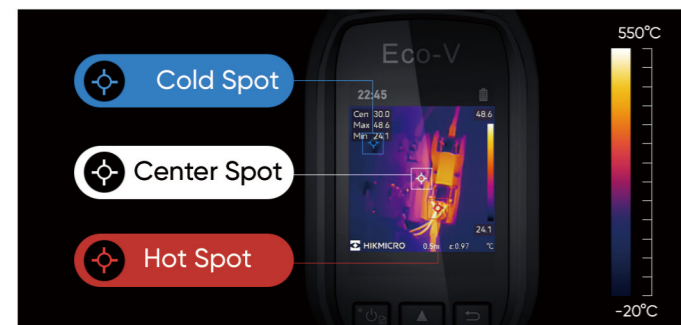 550°C
Eco-V
Cold Spot
22:45
Cen 30.0
Max 48.6
Min 24.1
48.6
Center Spot
24.1
HIKMICRO 0.5m ε:0.97 °C
Hot Spot
-20°C